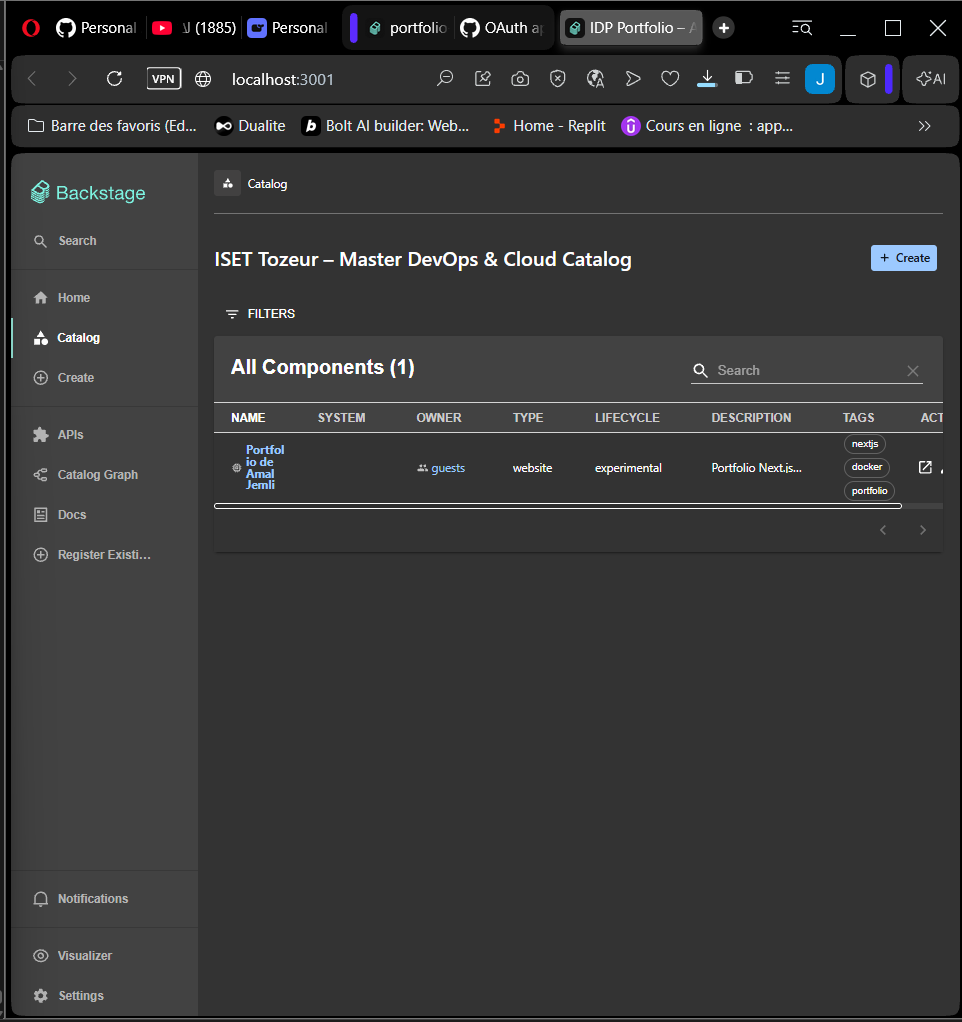 Personal
(1885)
Personal
portfolio
OAuth ap
IDP Portfolio – A
VPN
localhost:3001
J
AI
Barre des favoris (Ed...
Dualite
b
Bolt AI builder: Web...
Home - Replit
Cours en ligne : app...
Backstage
Search
Home
Catalog
Create
APIs
Catalog Graph
Docs
Register Existi...
Notifications
Visualizer
Settings
Catalog
ISET Tozeur – Master DevOps & Cloud Catalog
+ Create
FILTERS
All Components (1)
Search
NAME SYSTEM OWNER TYPE LIFECYCLE DESCRIPTION TAGS ACT
Portfol
io de
Amal
Jemli
guests
website
experimental
Portfolio Next.js...
nextjs
docker
portfolio